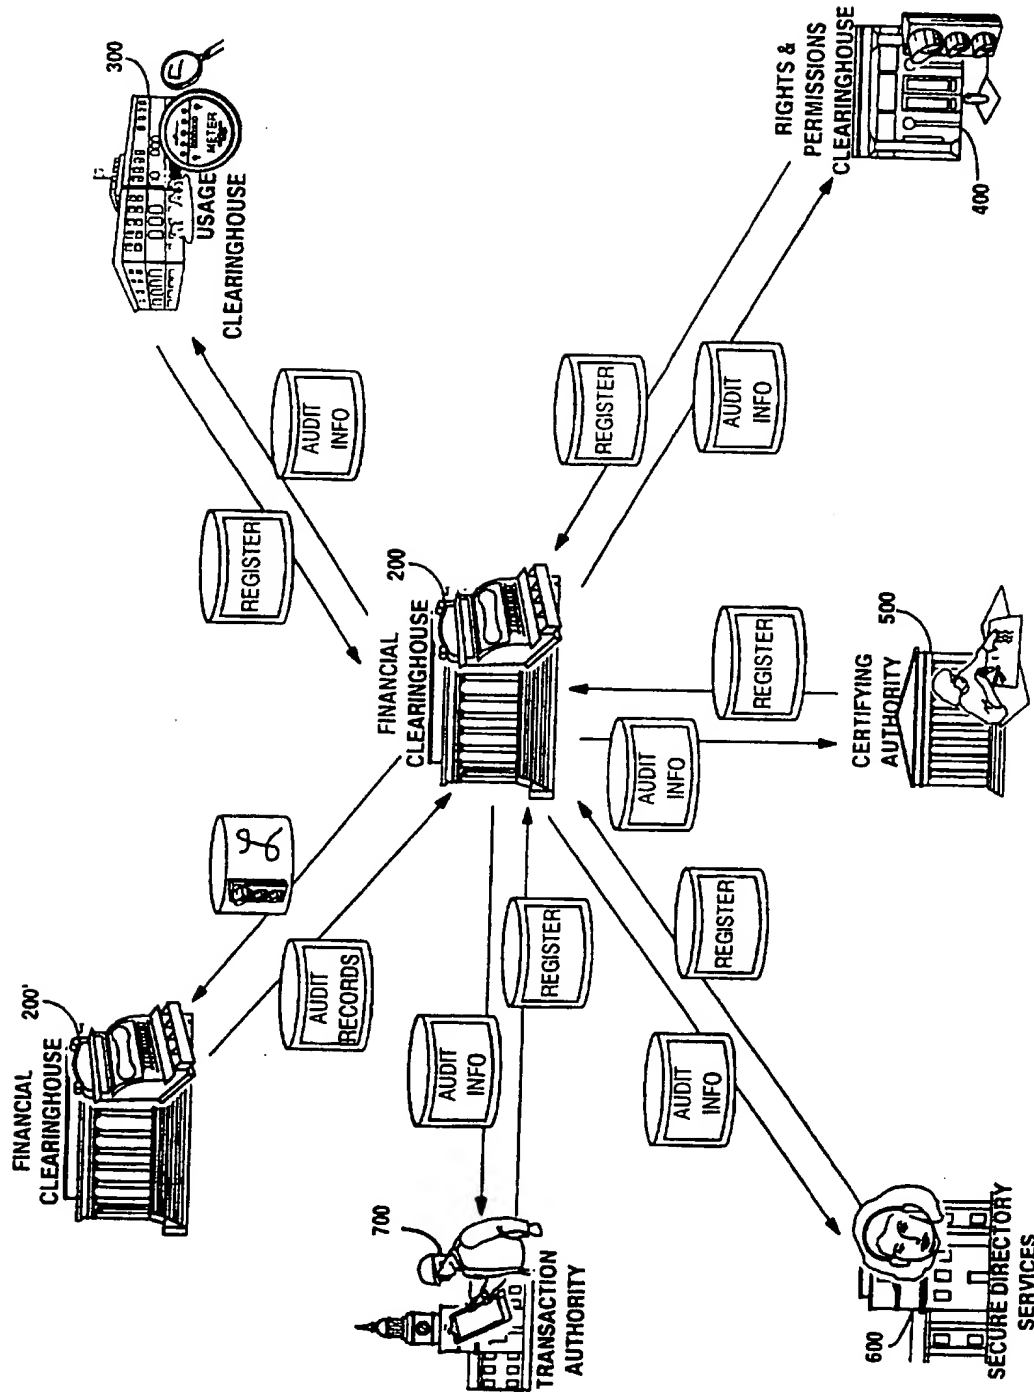 FINANCIAL
CLEARINGHOUSE
200'
AUDIT
RECORDS
FINANCIAL
CLEARINGHOUSE
200
REGISTER
AUDIT
INFO
300
METER
USAGE
CLEARINGHOUSE
TRANSACTION
AUTHORITY
700
AUDIT
INFO
REGISTER
AUDIT
INFO
REGISTER
600
SECURE DIRECTORY
SERVICES
AUDIT
INFO
REGISTER
CERTIFYING
AUTHORITY
500
REGISTER
AUDIT
INFO
RIGHTS &
PERMISSIONS
CLEARINGHOUSE
400